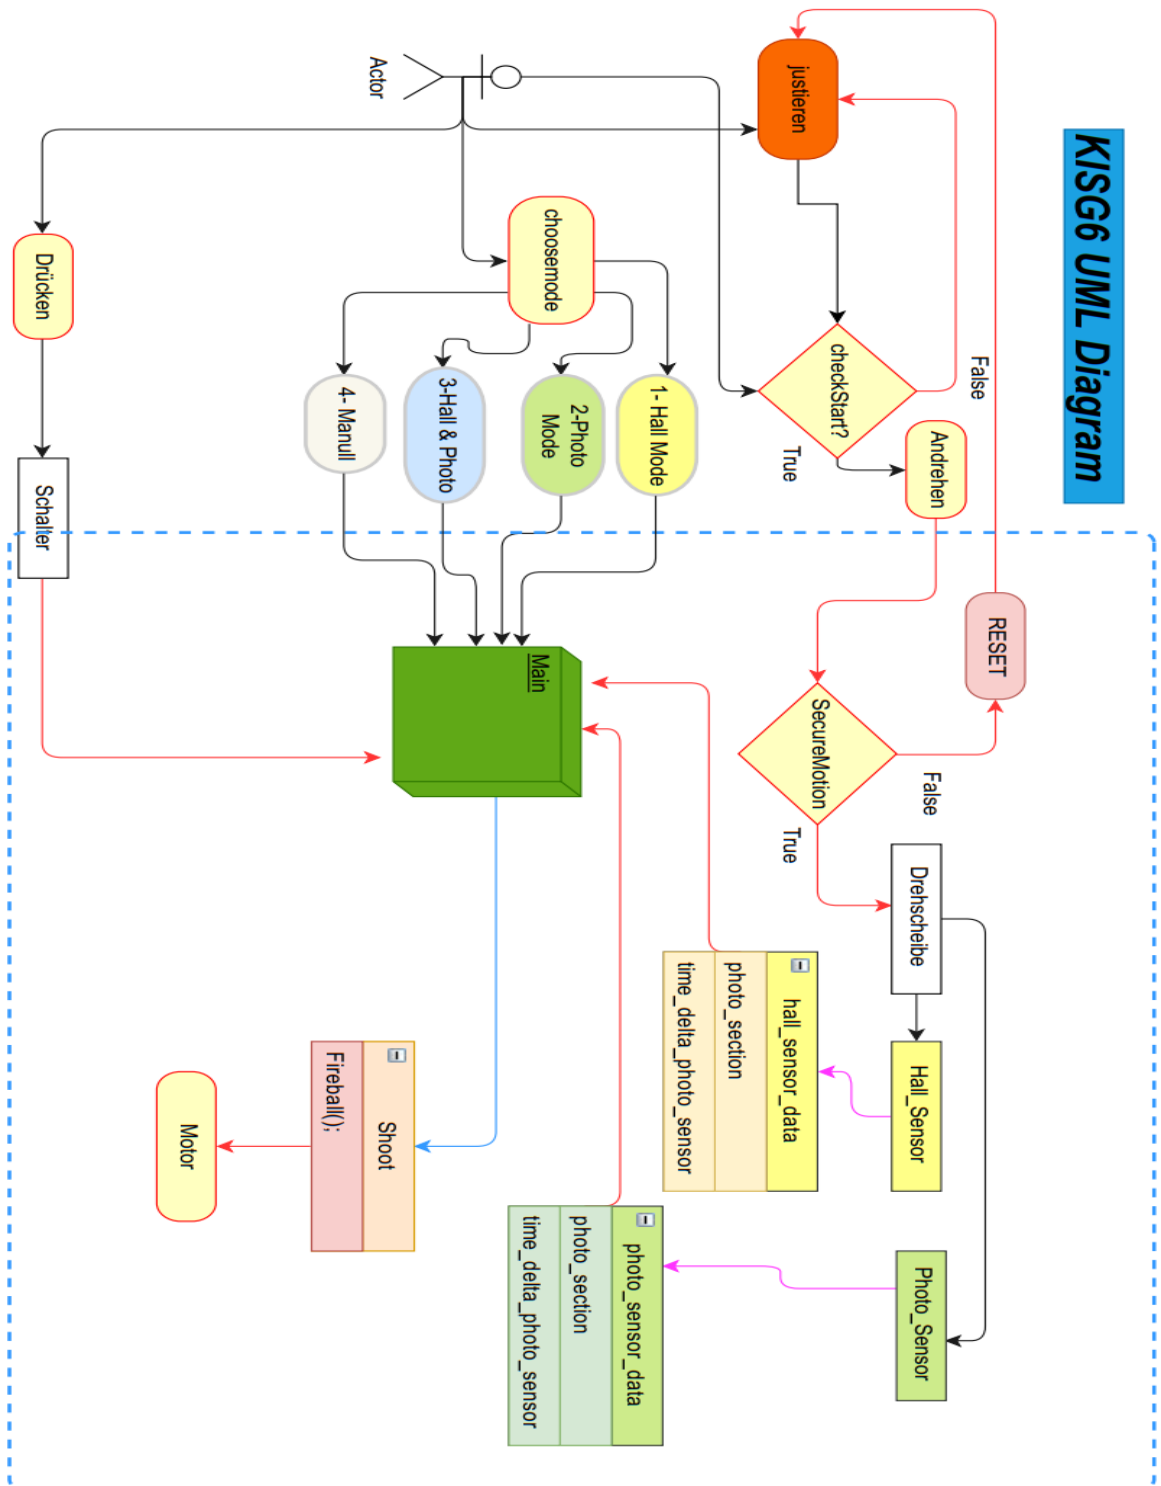 KISG6 UML Diagram
False
RESET
Andrehen
False
Drehscheibe
Hall_Sensor
Photo_Sensor
justieren
checkStart?
True
SecureMotion
True
hall_sensor_data
photo_section
time_delta_photo_sensor
1- Hall Mode
choosemode
2-Photo
Mode
photo_sensor_data
photo_section
time_delta_photo_sensor
Main
3-Hall & Photo
Actor
4- Manull
Shoot
Fireball();
Motor
Drücken
Schalter